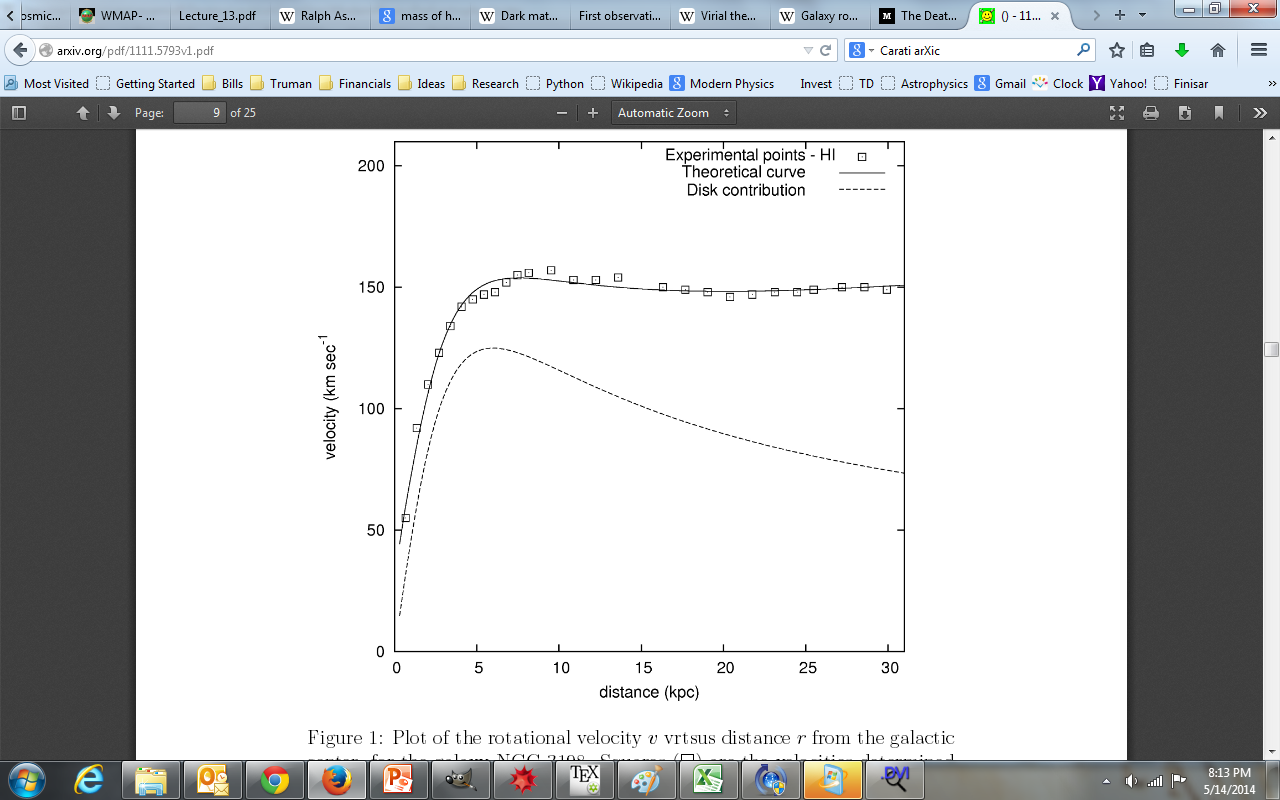 osmic...
WMAP-
Lecture_13.pdf
Ralph As...
mass of h...
Dark mat...
First observati...
Virial the...
Galaxy ro...
The Deat...
() - 11...
arxiv.org/pdf/1111.5793v1.pdf
Carati arXic
Most Visited
Getting Started
Bills
Truman
Financials
Ideas
Research
Python
Wikipedia
Modern Physics
Invest
TD
Astrophysics
Gmail
Clock
Yahoo!
Finisar
Page: 9 of 25
Automatic Zoom
Experimental points - HI
Theoretical curve
Disk contribution
200
150
100
50
0
velocity (km sec-1)
0 5 10 15 20 25 30
distance (kpc)
Figure 1: Plot of the rotational velocity v vrtsus distance r from the galactic
8:13 PM
5/14/2014